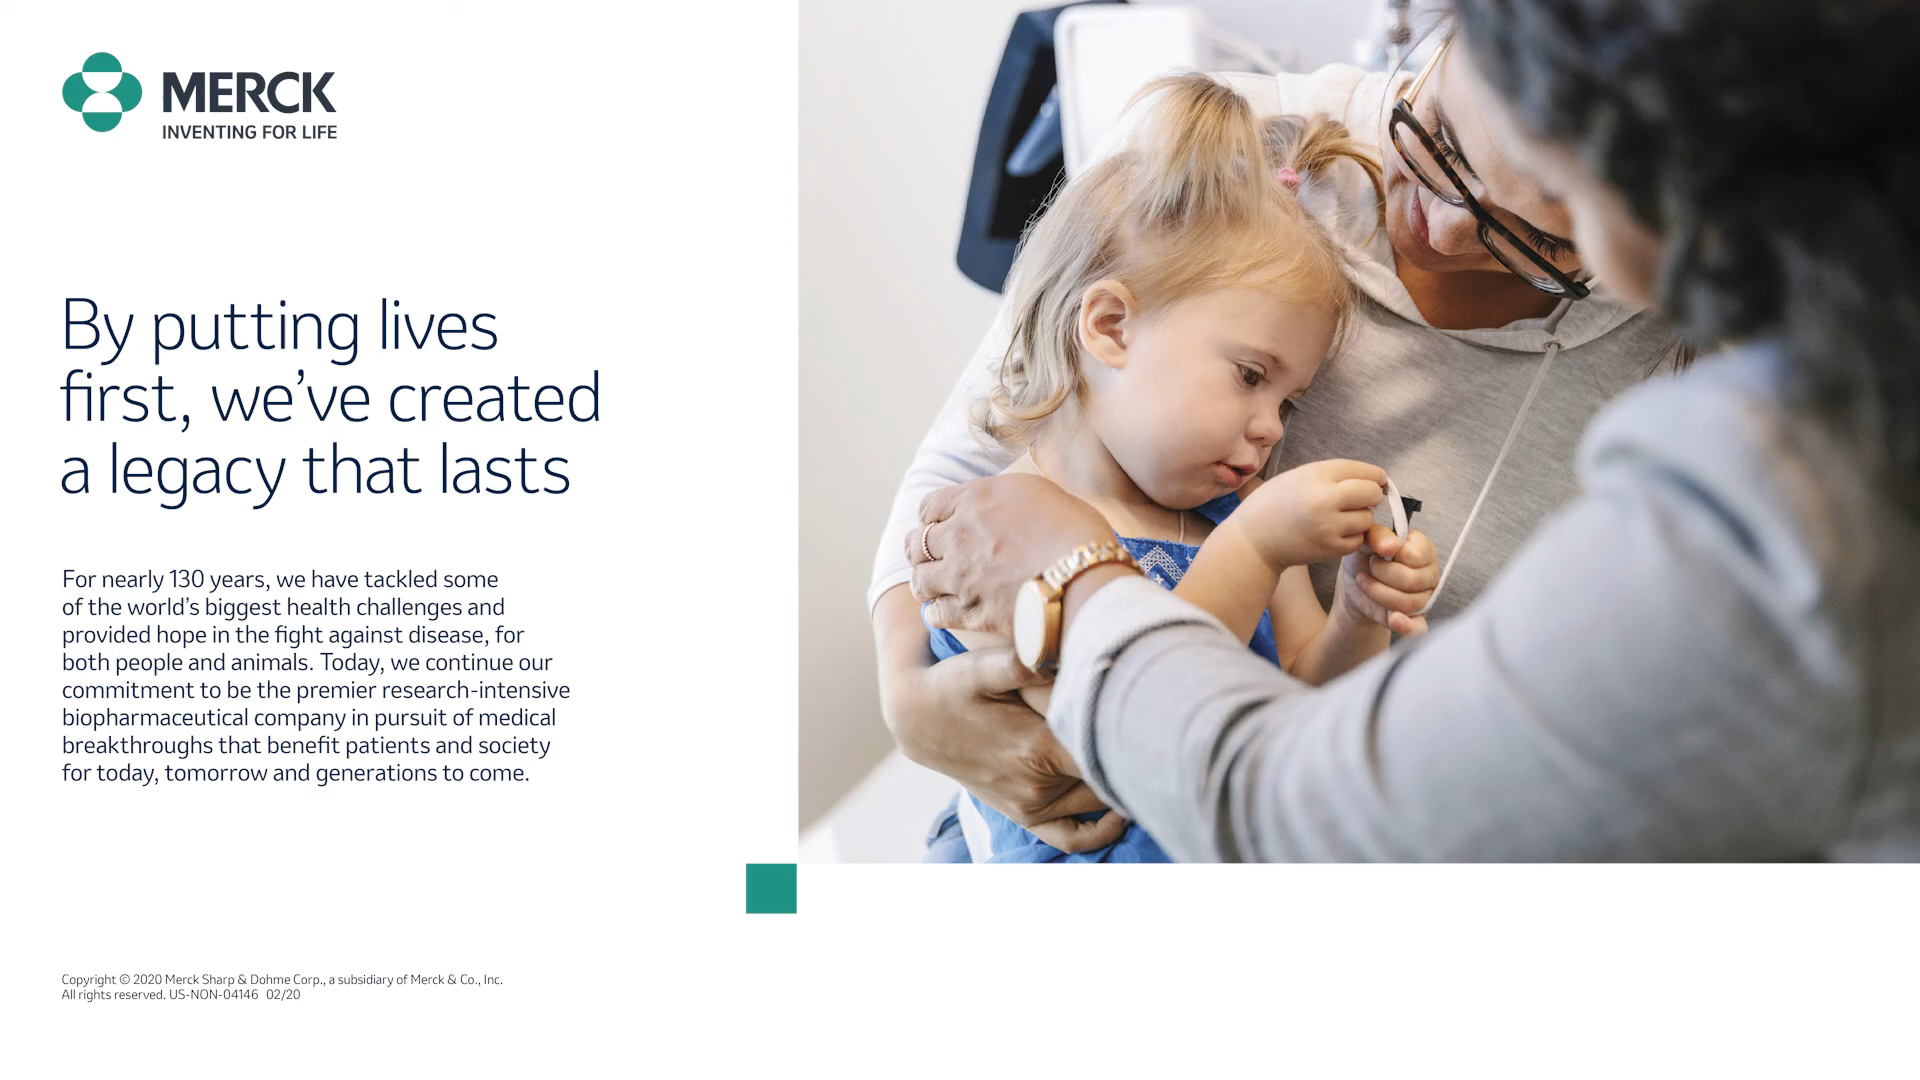 MERCK
INVENTING FOR LIFE
By putting lives
first, we’ve created
a legacy that lasts
For nearly 130 years, we have tackled some
of the world’s biggest health challenges and
provided hope in the fight against disease, for
both people and animals. Today, we continue our
commitment to be the premier research-intensive
biopharmaceutical company in pursuit of medical
breakthroughs that benefit patients and society
for today, tomorrow and generations to come.
Copyright © 2020 Merck Sharp & Dohme Corp., a subsidiary of Merck & Co., Inc.
All rights reserved. US-NON-04146 02/20